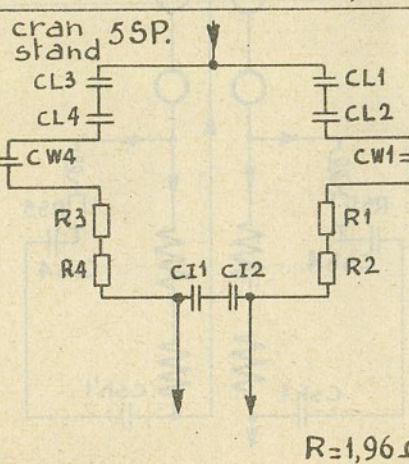 cran 5SP.
stand
CL3
CL1
CL4
CL2
CW4
CW1=
R3
R1
R4
R2
CI1 CI2
R=1,96